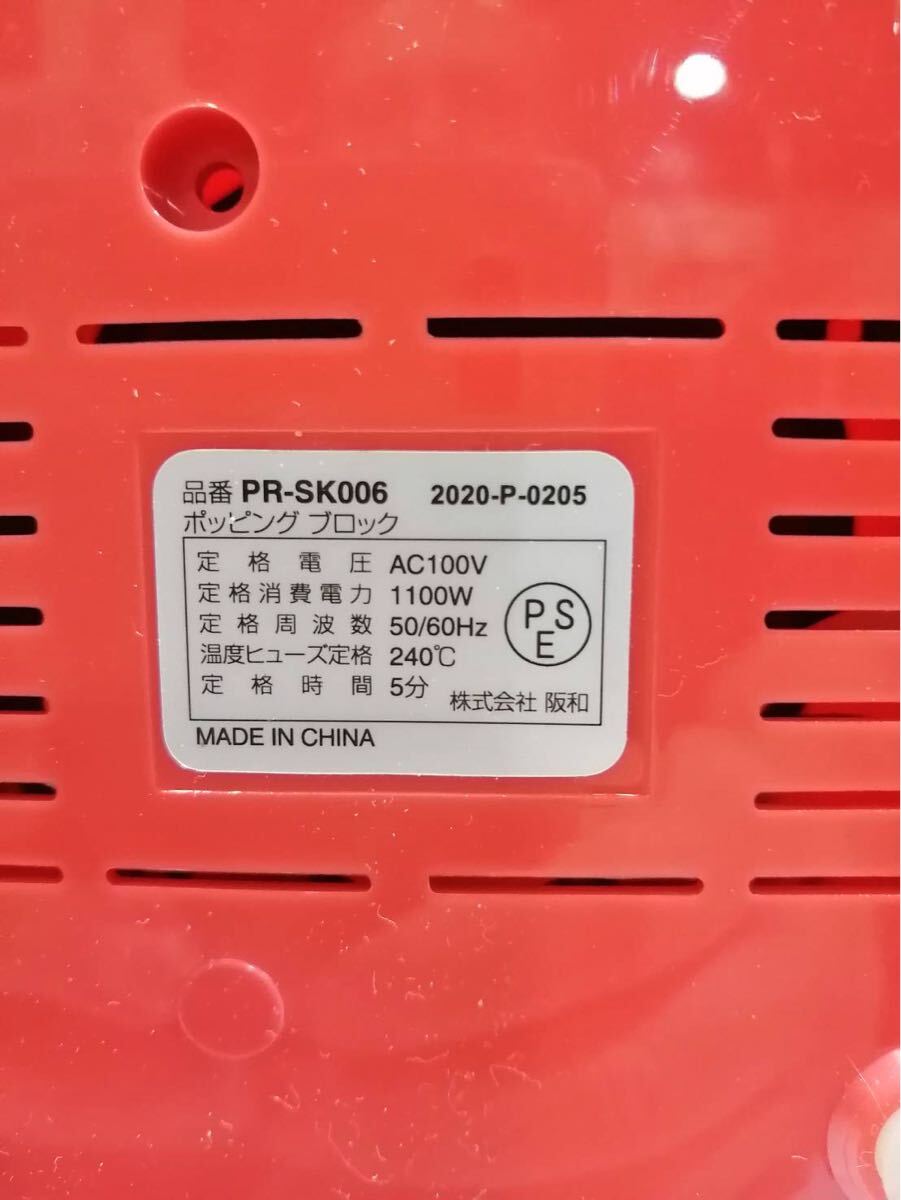 品番 PR-SK006 2020-P-0205
ポッピング ブロック
定格電圧 AC100V
定格消費電力 1100W
定格周波数 50/60Hz
温度ヒューズ定格 240℃
定格時間 5分
PSE
株式会社 阪和
MADE IN CHINA